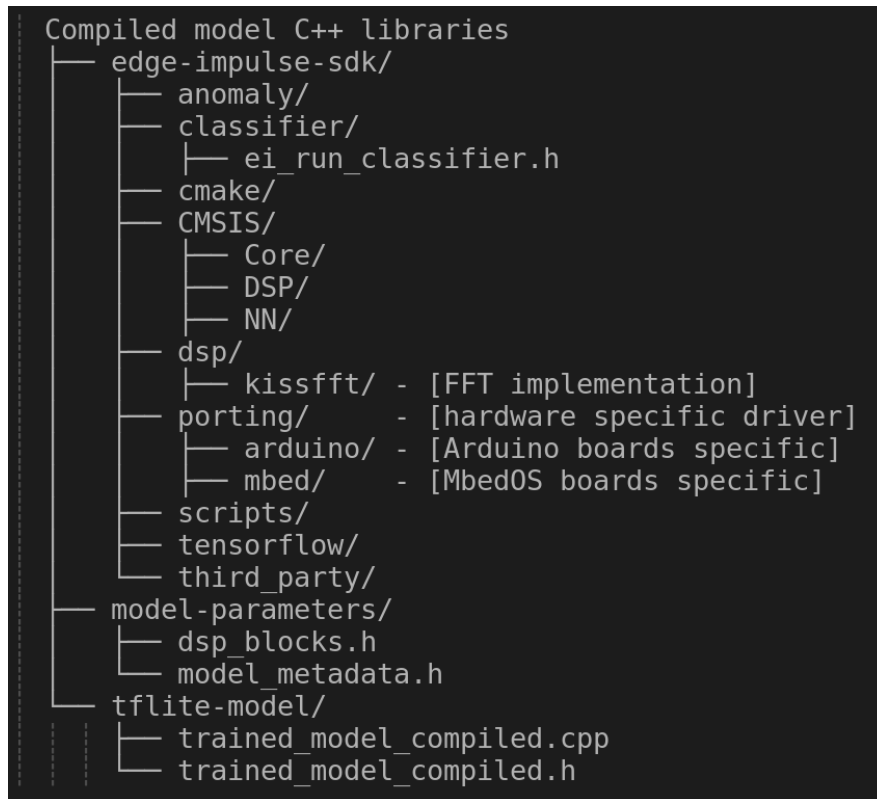 Compiled model C++ libraries
├── edge-impulse-sdk/
│   ├── anomaly/
│   ├── classifier/
│   │   ├── ei_run_classifier.h
│   ├── cmake/
│   ├── CMSIS/
│   │   ├── Core/
│   │   ├── DSP/
│   │   ├── NN/
│   ├── dsp/
│   │   ├── kissfft/ - [FFT implementation]
│   ├── porting/     - [hardware specific driver]
│   │   ├── arduino/ - [Arduino boards specific]
│   │   ├── mbed/    - [MbedOS boards specific]
│   ├── scripts/
│   ├── tensorflow/
│   └── third_party/
├── model-parameters/
│   ├── dsp_blocks.h
│   └── model_metadata.h
└── tflite-model/
    ├── trained_model_compiled.cpp
    └── trained_model_compiled.h